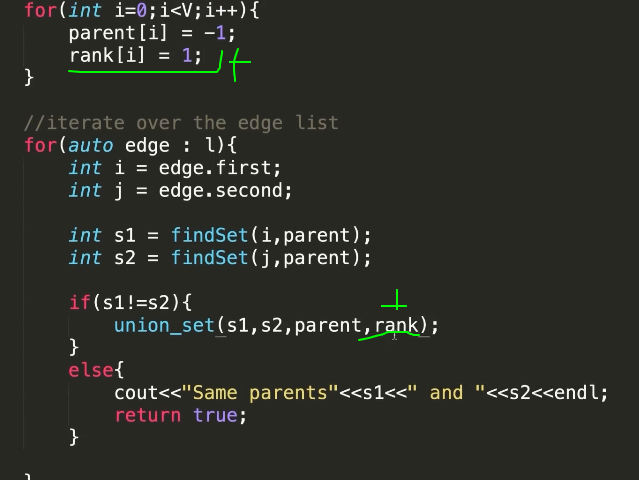 for(int i=0;i<V;i++){
parent[i] = -1;
rank[i] = 1;
}
//iterate over the edge list
for(auto edge : l){
int i = edge.first;
int j = edge.second;
int s1 = findSet(i,parent);
int s2 = findSet(j,parent);
if(s1!=s2){
union_set(s1,s2,parent,rank);
}
else{
cout<<"Same parents"<<s1<<" and "<<s2<<endl;
return true;
}
}